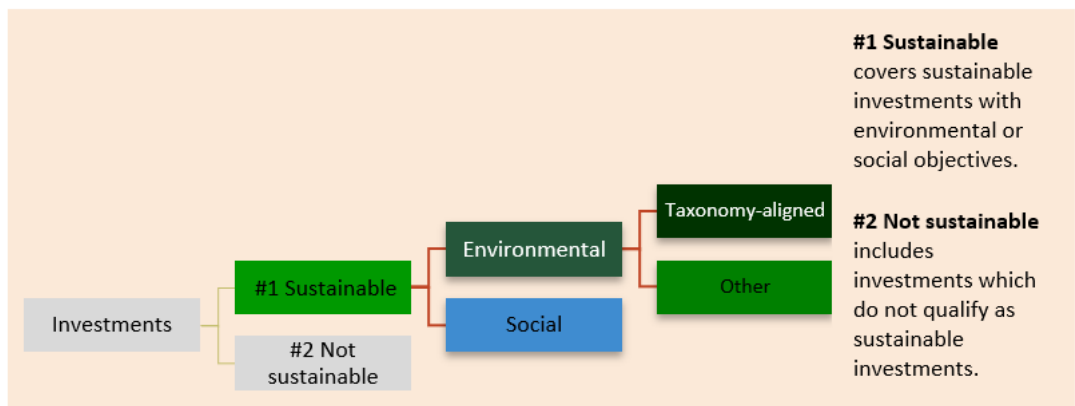 Investments
#1 Sustainable
#2 Not
sustainable
Environmental
Social
Taxonomy-aligned
Other
#1 Sustainable
covers sustainable
investments with
environmental or
social objectives.
#2 Not sustainable
includes
investments which
do not qualify as
sustainable
investments.